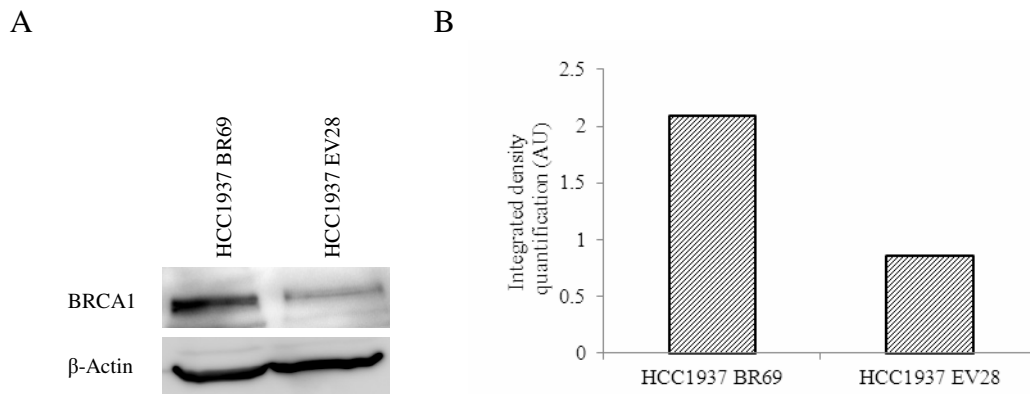 A
HCC1937 BR69
HCC1937 EV28
BRCA1
β-Actin
B
Integrated density
quantification (AU)
2.5
2
1.5
1
0.5
0
HCC1937 BR69
HCC1937 EV28